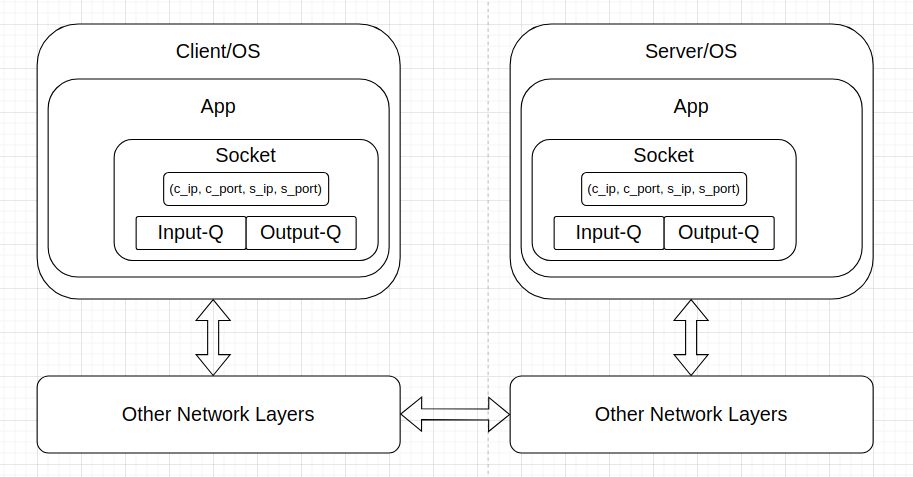 Client/OS
App
Socket
(c_ip, c_port, s_ip, s_port)
Input-Q
Output-Q
Other Network Layers
Server/OS
App
Socket
(c_ip, c_port, s_ip, s_port)
Input-Q
Output-Q
Other Network Layers